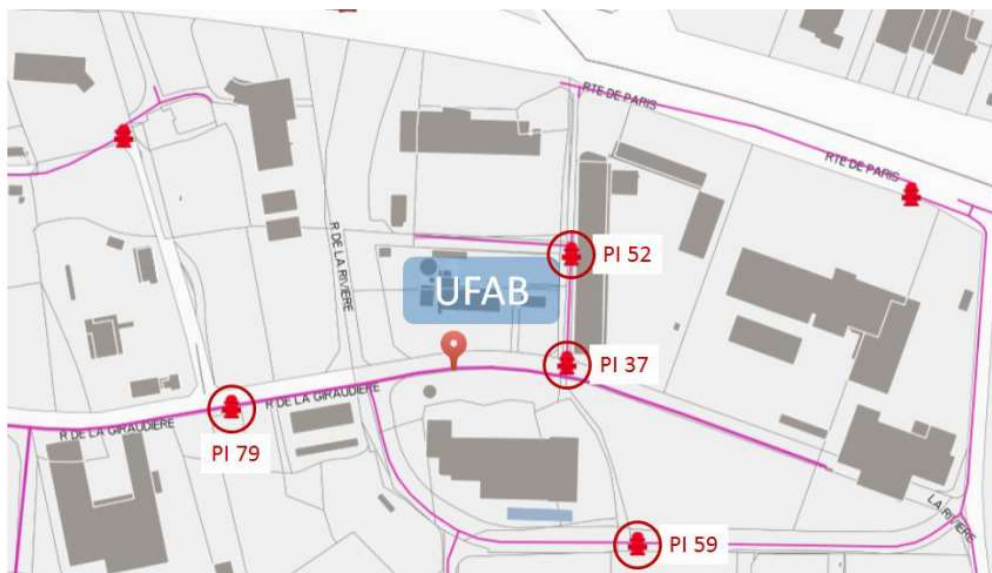 RTE DE PARIS
RTE DE PARIS
R DE LA RIVIERE
PI 52
UFAB
PI 37
R DE LA GIRAUDIERE
R DE LA GIRAUDIERE
PI 79
LA RIVIERE
PI 59